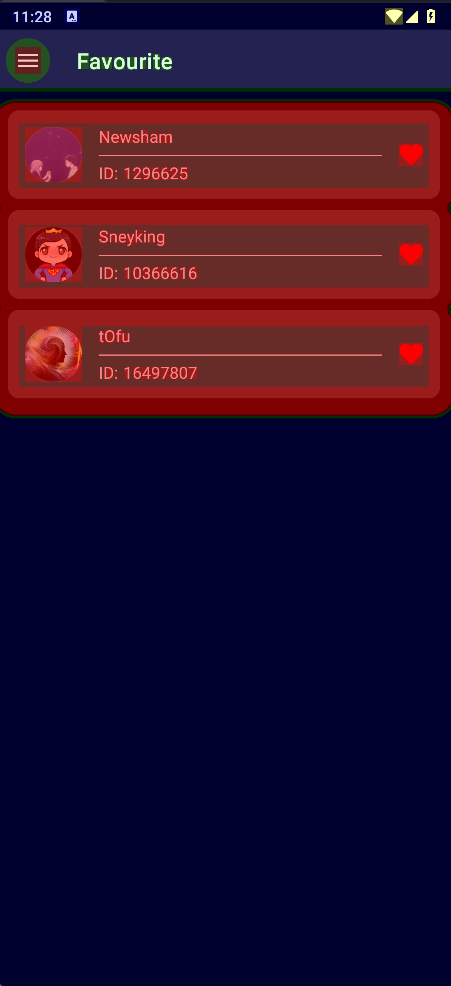 11:28
Favourite
Newsham
ID: 1296625
Sneyking
ID: 10366616
tOfu
ID: 16497807